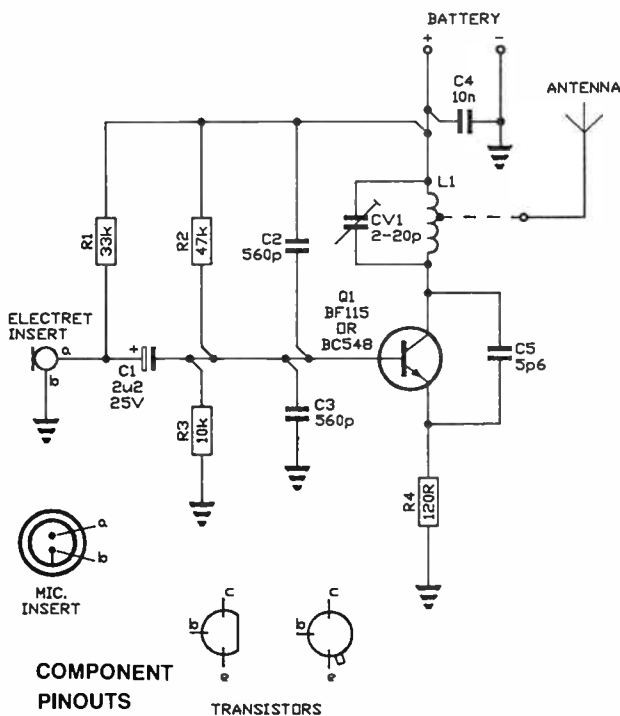 BATTERY
+ -
C4
10n
ANTENNA
L1
R1
33k
R2
47k
C2
560p
CV1
2-20p
ELECTRET
INSERT
a
b
+
C1
2u2
25V
Q1
BF115
OR
BC548
C5
5p6
R3
10k
C3
560p
R4
120R
a
b
MIC.
INSERT
c
b
e
c
b
e
COMPONENT
PINOUTS
TRANSISTORS